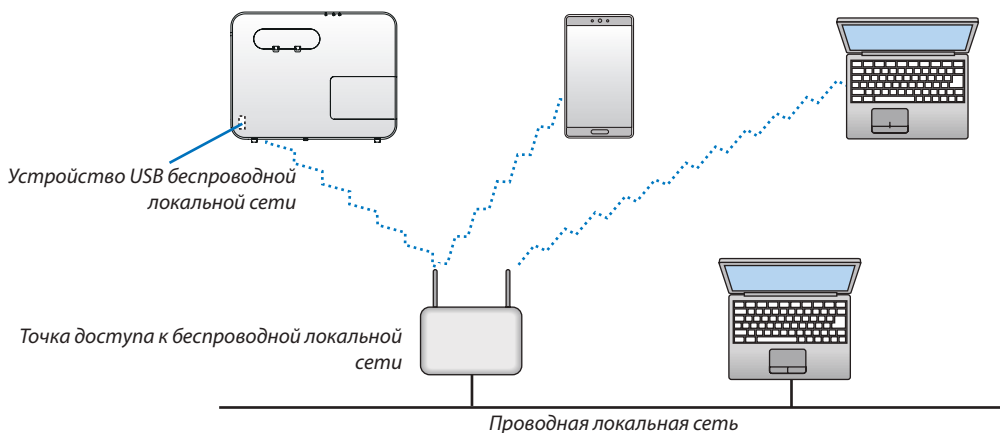 Устройство USB беспроводной
локальной сети
Точка доступа к беспроводной локальной
сети
Проводная локальная сеть